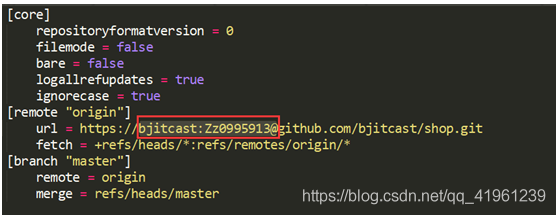 [core]
repositoryformatversion = 0
filemode = false
bare = false
logallrefupdates = true
ignorecase = true
[remote "origin"]
url = https://bjitcast:Zz0995913@github.com/bjitcast/shop.git
fetch = +refs/heads/*:refs/remotes/origin/*
[branch "master"]
remote = origin
merge = refs/heads/master
https://blog.csdn.net/qq_41961239